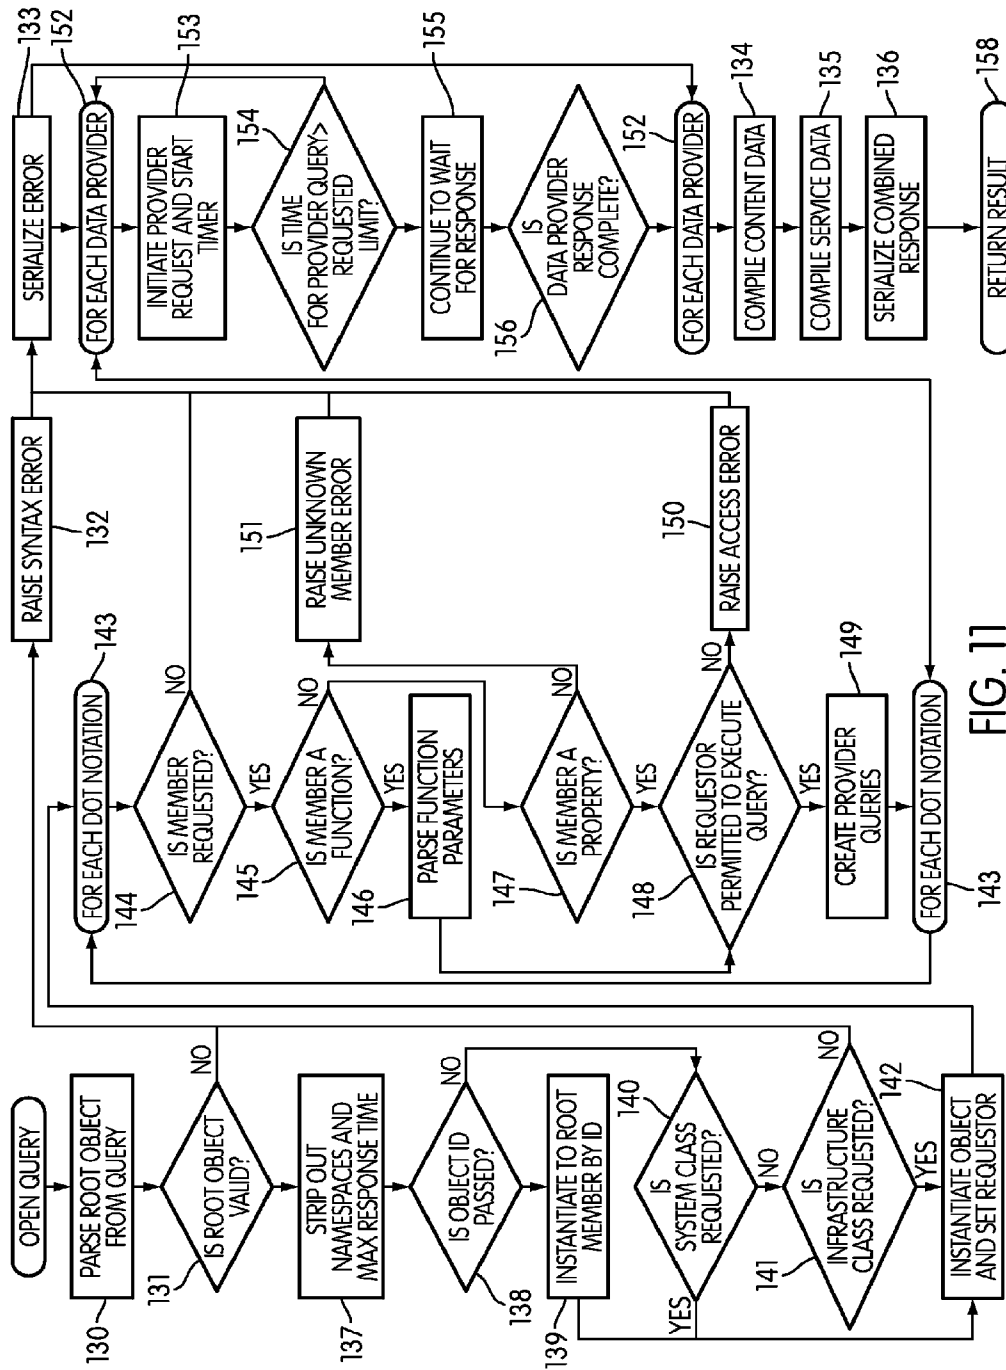 OPEN QUERY
PARSE ROOT OBJECT
FROM QUERY
130
IS ROOT OBJECT
VALID?
131
NO
STRIP OUT
NAMESPACES AND
MAX RESPONSE TIME
137
IS OBJECT ID
PASSED?
138
NO
INSTANTIATE TO ROOT
MEMBER BY ID
139
IS
SYSTEM CLASS
REQUESTED?
140
YES
NO
IS
INFRASTRUCTURE
CLASS REQUESTED?
141
NO
YES
INSTANTIATE OBJECT
AND SET REQUESTOR
142
RAISE SYNTAX ERROR
132
FOR EACH DOT NOTATION
143
IS MEMBER
REQUESTED?
144
NO
YES
IS MEMBER A
FUNCTION?
145
NO
YES
PARSE FUNCTION
PARAMETERS
146
IS MEMBER A
PROPERTY?
147
NO
YES
IS REQUESTOR
PERMITTED TO EXECUTE
QUERY?
148
NO
YES
CREATE PROVIDER
QUERIES
149
FOR EACH DOT NOTATION
143
RAISE UNKNOWN
MEMBER ERROR
151
RAISE ACCESS ERROR
150
SERIALIZE ERROR
133
FOR EACH DATA PROVIDER
152
INITIATE PROVIDER
REQUEST AND START
TIMER
153
IS TIME
FOR PROVIDER QUERY>
REQUESTED
LIMIT?
154
CONTINUE TO WAIT
FOR RESPONSE
155
IS
DATA PROVIDER
RESPONSE
COMPLETE?
156
FOR EACH DATA PROVIDER
152
COMPILE CONTENT DATA
134
COMPILE SERVICE DATA
135
SERIALIZE COMBINED
RESPONSE
136
RETURN RESULT
158
FIG. 11